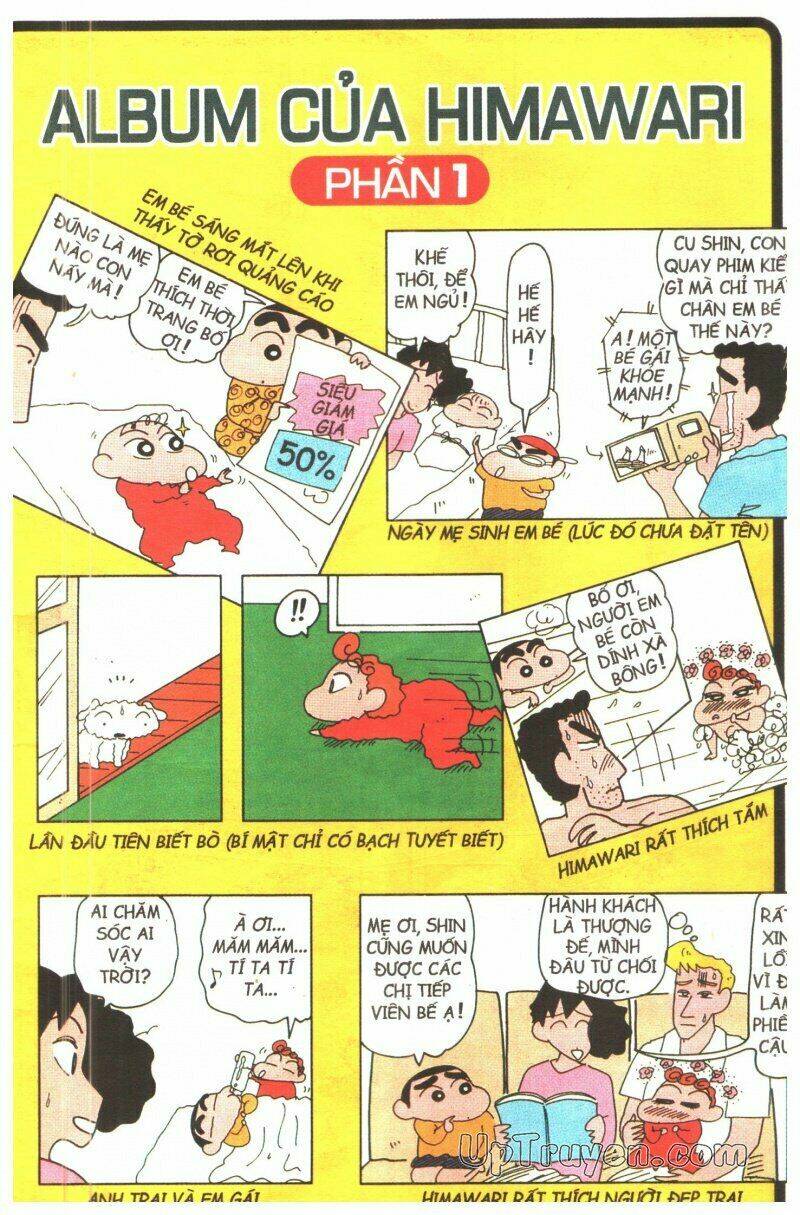 ALBUM CỦA HIMAWARI
PHẦN 1
EM BÉ SÁNG MẮT LÊN KHI
THẤY TỜ RƠI QUẢNG CÁO
ĐÚNG LÀ MẸ
NÀO CON
NẤY MÀ!
EM BÉ
THÍCH THỜI
TRANG BỐ
ƠI!
SIÊU
GIẢM
GIÁ
50%
KHẼ
THÔI, ĐỂ
EM NGỦ!
HẾ
HẾ
HÂY
!
A! MỘT
BÉ GÁI
KHỎE
MẠNH!
CU SHIN, CON
QUAY PHIM KIỂ
GÌ MÀ CHỈ THẤ
CHÂN EM BÉ
THẾ NÀY?
NGÀY MẸ SINH EM BÉ (LÚC ĐÓ CHƯA ĐẶT TÊN)
!!
LẦN ĐẦU TIÊN BIẾT BÒ (BÍ MẬT CHỈ CÓ BẠCH TUYẾT BIẾT)
BỐ ƠI,
NGƯỜI EM
BÉ CÒN
DÍNH XÀ
BÔNG!
HIMAWARI RẤT THÍCH TẮM
AI CHĂM
SÓC AI
VẬY
TRỜI?
À ƠI...
MĂM MĂM...
TÍ TA TÍ
TA...
ANH TRAI VÀ EM GÁI
MẸ ƠI, SHIN
CŨNG MUỐN
ĐƯỢC CÁC
CHỊ TIẾP
VIÊN BẾ Ạ!
HÀNH KHÁCH
LÀ THƯỢNG
ĐẾ, MÌNH
ĐÂU TỪ CHỐI
ĐƯỢC.
RẤT
XIN
LỖI
VÌ Đ
LÀM
PHIỀ
CẬU
HIMAWARI RẤT THÍCH NGƯỜI ĐẸP TRAI
UpTruyen.com